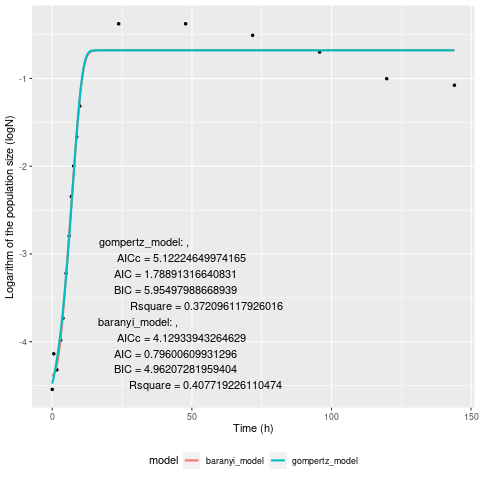 Logarithm of the population size (logN)
-1
-2
-3
-4
gompertz_model: ,
AICc = 5.12224649974165
AIC = 1.78891316640831
BIC = 5.95497988668939
Rsquare = 0.372096117926016
baranyi_model: ,
AICc = 4.12933943264629
AIC = 0.79600609931296
BIC = 4.96207281959404
Rsquare = 0.407719226110474
0 50 100 150
Time (h)
model baranyi_model gompertz_model